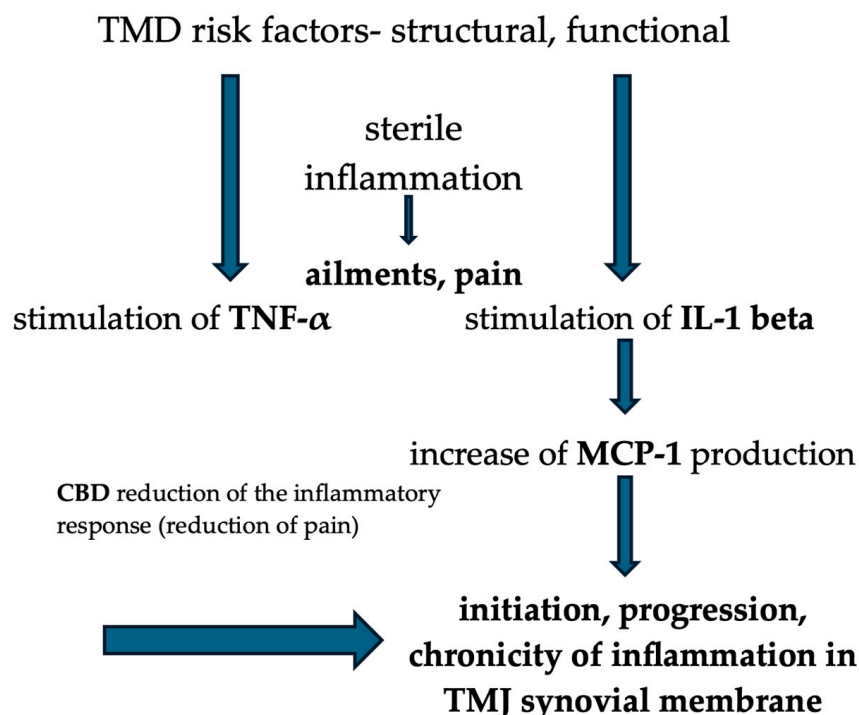 TMD risk factors- structural, functional
sterile
inflammation
ailments, pain
stimulation of TNF-α
stimulation of IL-1 beta
increase of MCP-1 production
CBD reduction of the inflammatory
response (reduction of pain)
initiation, progression,
chronicity of inflammation in
TMJ synovial membrane